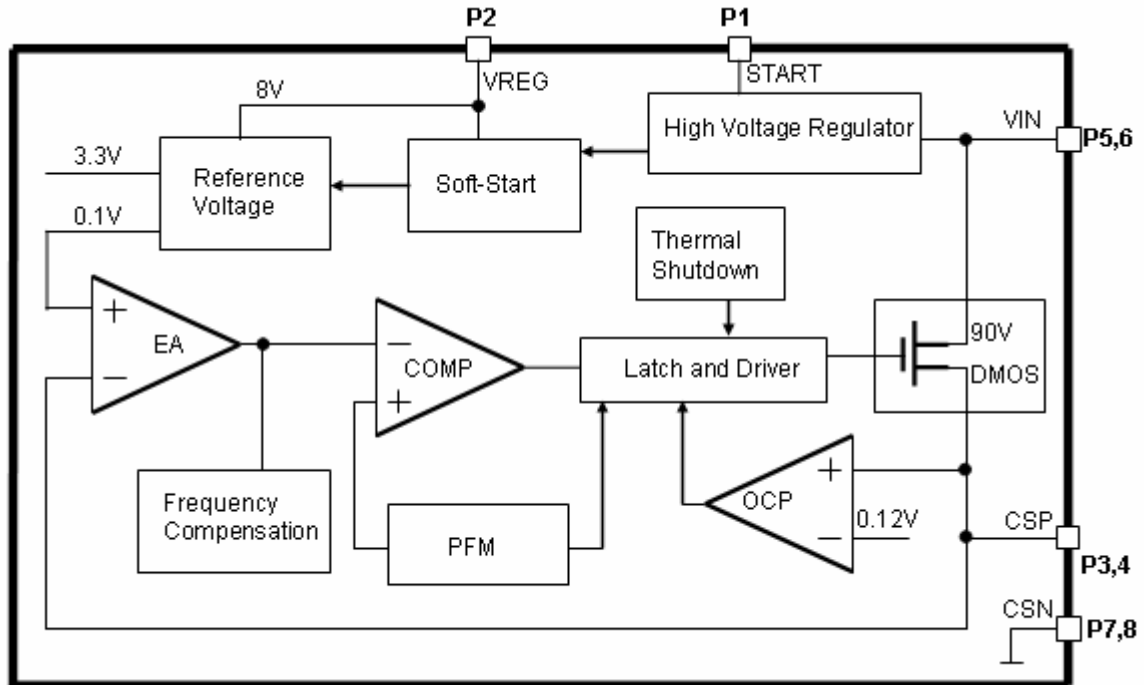 P2
P1
VREG
START
8V
High Voltage Regulator
VIN
P5,6
3.3V
Reference
Voltage
Soft-Start
0.1V
Thermal
Shutdown
+
EA
−
−
COMP
+
Latch and Driver
90V
DMOS
Frequency
Compensation
PFM
+
OCP
0.12V
−
CSP
P3,4
CSN
P7,8